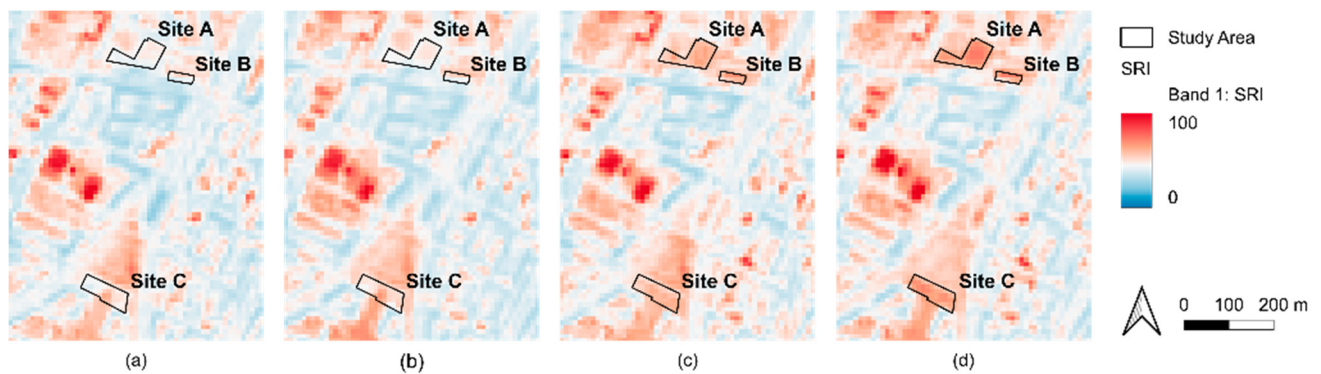 Site A
Site B
Site C
(a)
Site A
Site B
Site C
(b)
Site A
Site B
Site C
(c)
Site A
Site B
Site C
(d)
Study Area
SRI
Band 1: SRI
100
0
0 100 200 m